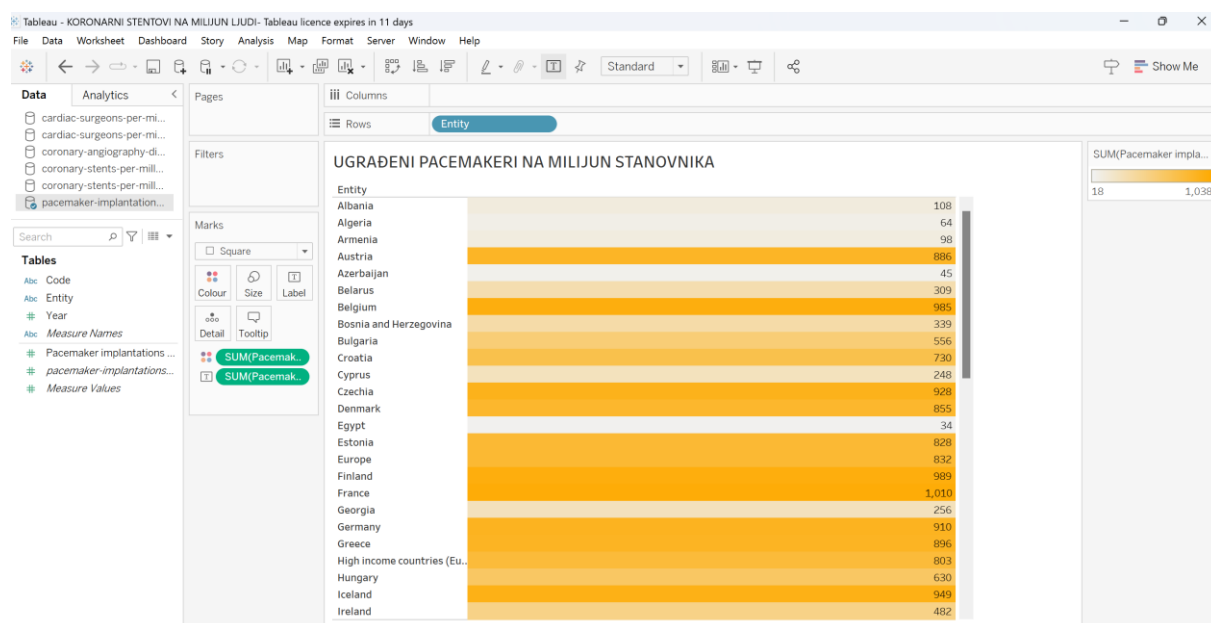 Tableau - KORONARNI STENTOVI NA MILIJUN LJUDI- Tableau licence expires in 11 days
File Data Worksheet Dashboard Story Analysis Map Format Server Window Help
Standard
Show Me
Data Analytics
cardiac-surgeons-per-mi...
cardiac-surgeons-per-mi...
coronary-angiography-di...
coronary-stents-per-mill...
coronary-stents-per-mill...
pacemaker-implantation...
Search
Tables
Abc Code
Abc Entity
# Year
Abc Measure Names
# Pacemaker implantations ...
# pacemaker-implantations...
# Measure Values
Pages
Filters
Marks
Square
Colour Size Label
Detail Tooltip
SUM(Pacemak..
T SUM(Pacemak..
iii Columns
Rows Entity
UGRAĐENI PACEMAKERI NA MILIJUN STANOVNIKA
Entity
Albania 108
Algeria 64
Armenia 98
Austria 886
Azerbaijan 45
Belarus 309
Belgium 985
Bosnia and Herzegovina 339
Bulgaria 556
Croatia 730
Cyprus 248
Czechia 928
Denmark 855
Egypt 34
Estonia 828
Europe 832
Finland 989
France 1,010
Georgia 256
Germany 910
Greece 896
High income countries (Eu.. 803
Hungary 630
Iceland 949
Ireland 482
SUM(Pacemaker impla...
18 1,038